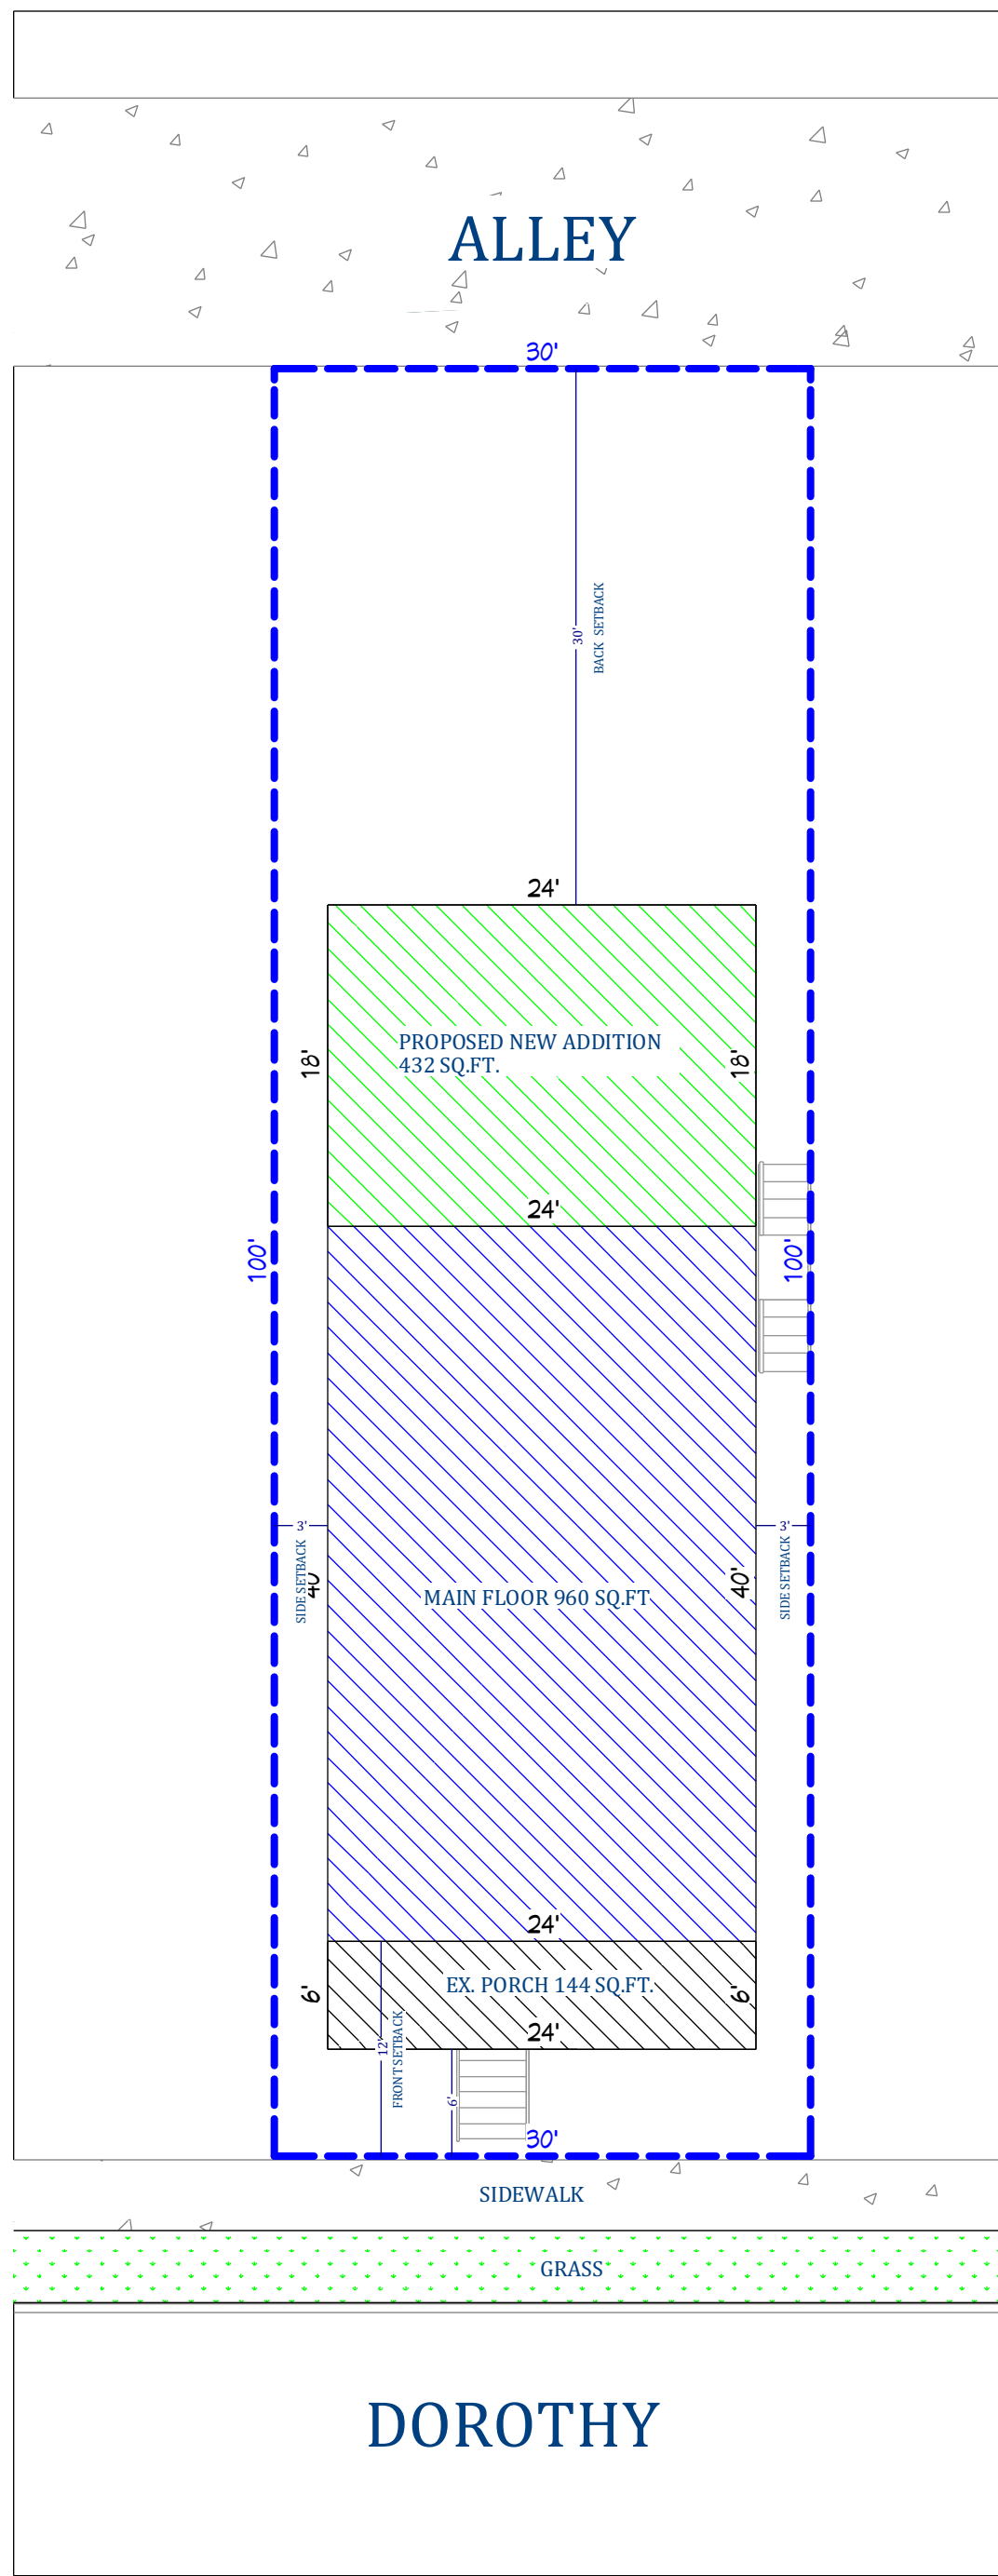 ALLEY
30'
30'
BACK SETBACK
24'
PROPOSED NEW ADDITION
432 SQ.FT.
18'
18'
24'
100'
100'
3'
SIDE SETBACK
40'
MAIN FLOOR 960 SQ.FT
3'
SIDE SETBACK
40'
24'
EX. PORCH 144 SQ.FT.
6'
6'
24'
12'
FRONT SETBACK
6'
30'
SIDEWALK
GRASS
DOROTHY